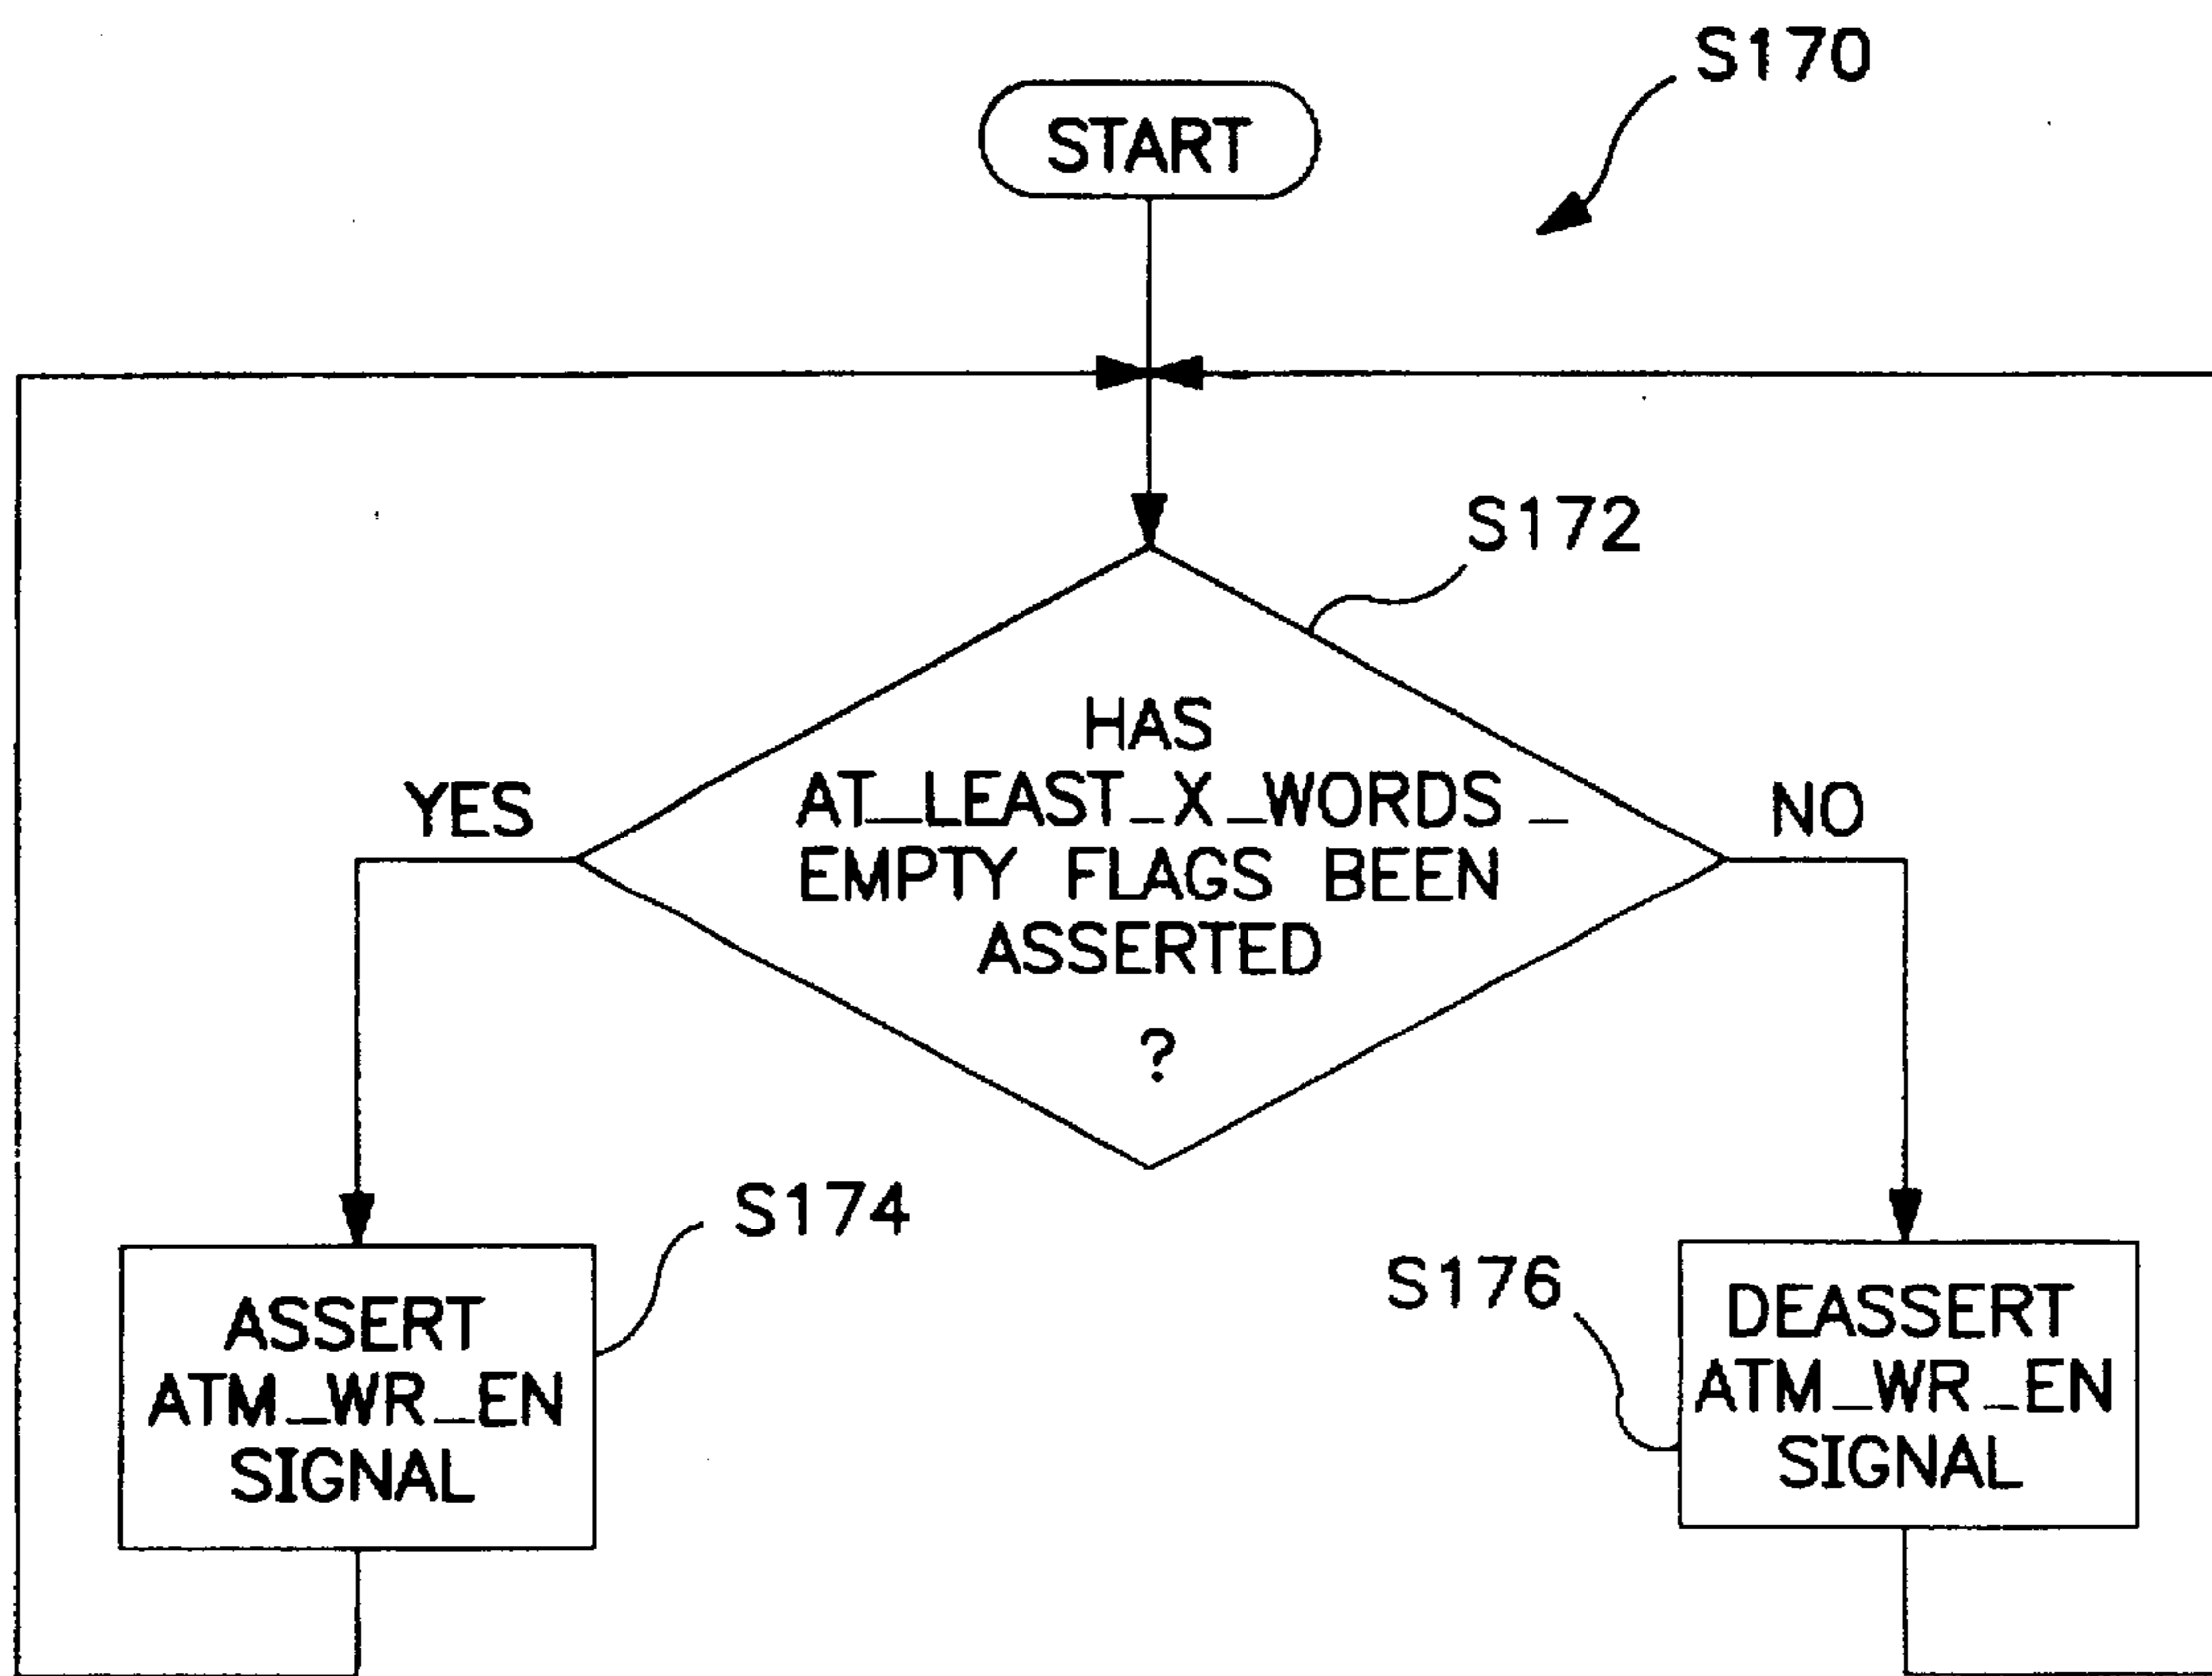 S170
START
S172
HAS
AT_LEAST_X_WORDS_
EMPTY FLAGS BEEN
ASSERTED
?
YES
NO
S174
ASSERT
ATM_WR_EN
SIGNAL
S176
DEASSERT
ATM_WR_EN
SIGNAL